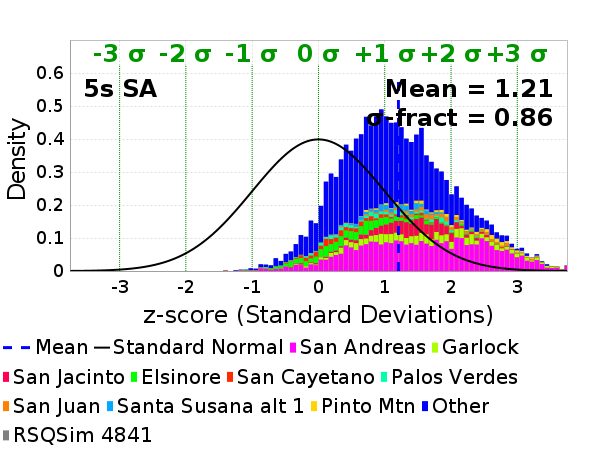 -3 σ -2 σ -1 σ 0 σ +1 σ +2 σ +3 σ
5s SA
Mean = 1.21
σ-fract = 0.86
Density
0.6
0.5
0.4
0.3
0.2
0.1
0
-3 -2 -1 0 1 2 3
z-score (Standard Deviations)
Mean Standard Normal San Andreas Garlock
San Jacinto Elsinore San Cayetano Palos Verdes
San Juan Santa Susana alt 1 Pinto Mtn Other
RSQSim 4841